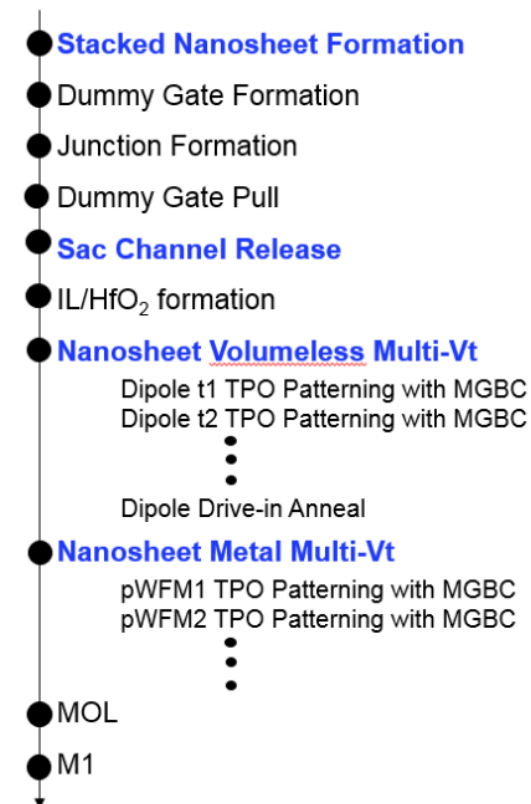 Stacked Nanosheet Formation
Dummy Gate Formation
Junction Formation
Dummy Gate Pull
Sac Channel Release
IL/HfO₂ formation
Nanosheet Volumeless Multi-Vt
Dipole t1 TPO Patterning with MGBC
Dipole t2 TPO Patterning with MGBC
Dipole Drive-in Anneal
Nanosheet Metal Multi-Vt
pWFM1 TPO Patterning with MGBC
pWFM2 TPO Patterning with MGBC
MOL
M1